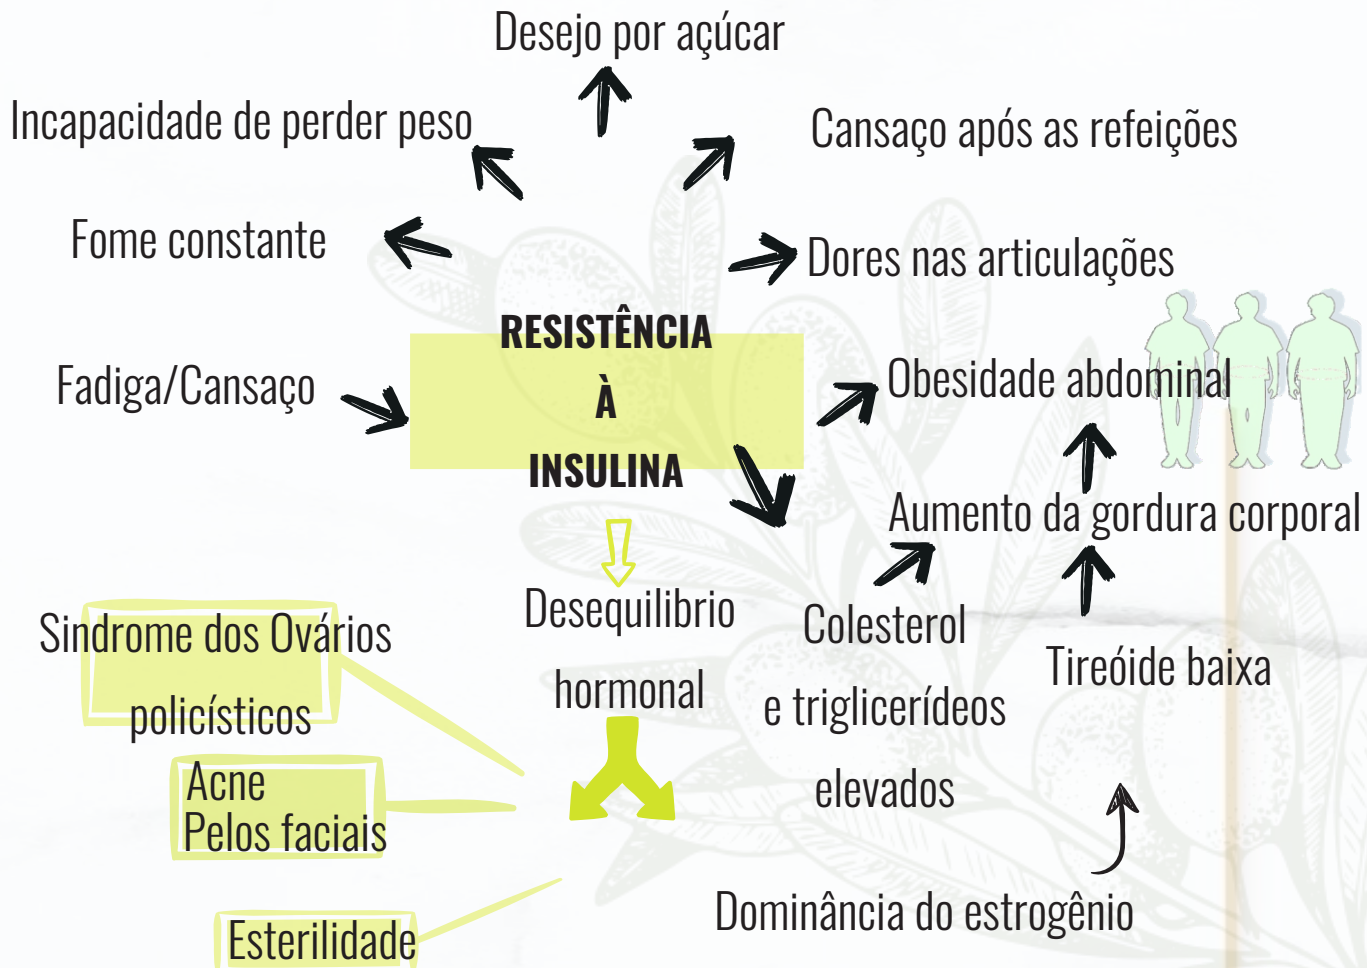 Desejo por açúcar
Incapacidade de perder peso
Cansaço após as refeições
Fome constante
Dores nas articulações
RESISTÊNCIA
À
INSULINA
Fadiga/Cansaço
Obesidade abdominal
Aumento da gordura corporal
Desequilibrio
hormonal
Colesterol
e triglicerídeos
elevados
Tireóide baixa
Sindrome dos Ovários
policísticos
Acne
Pelos faciais
Dominância do estrogênio
Esterilidade